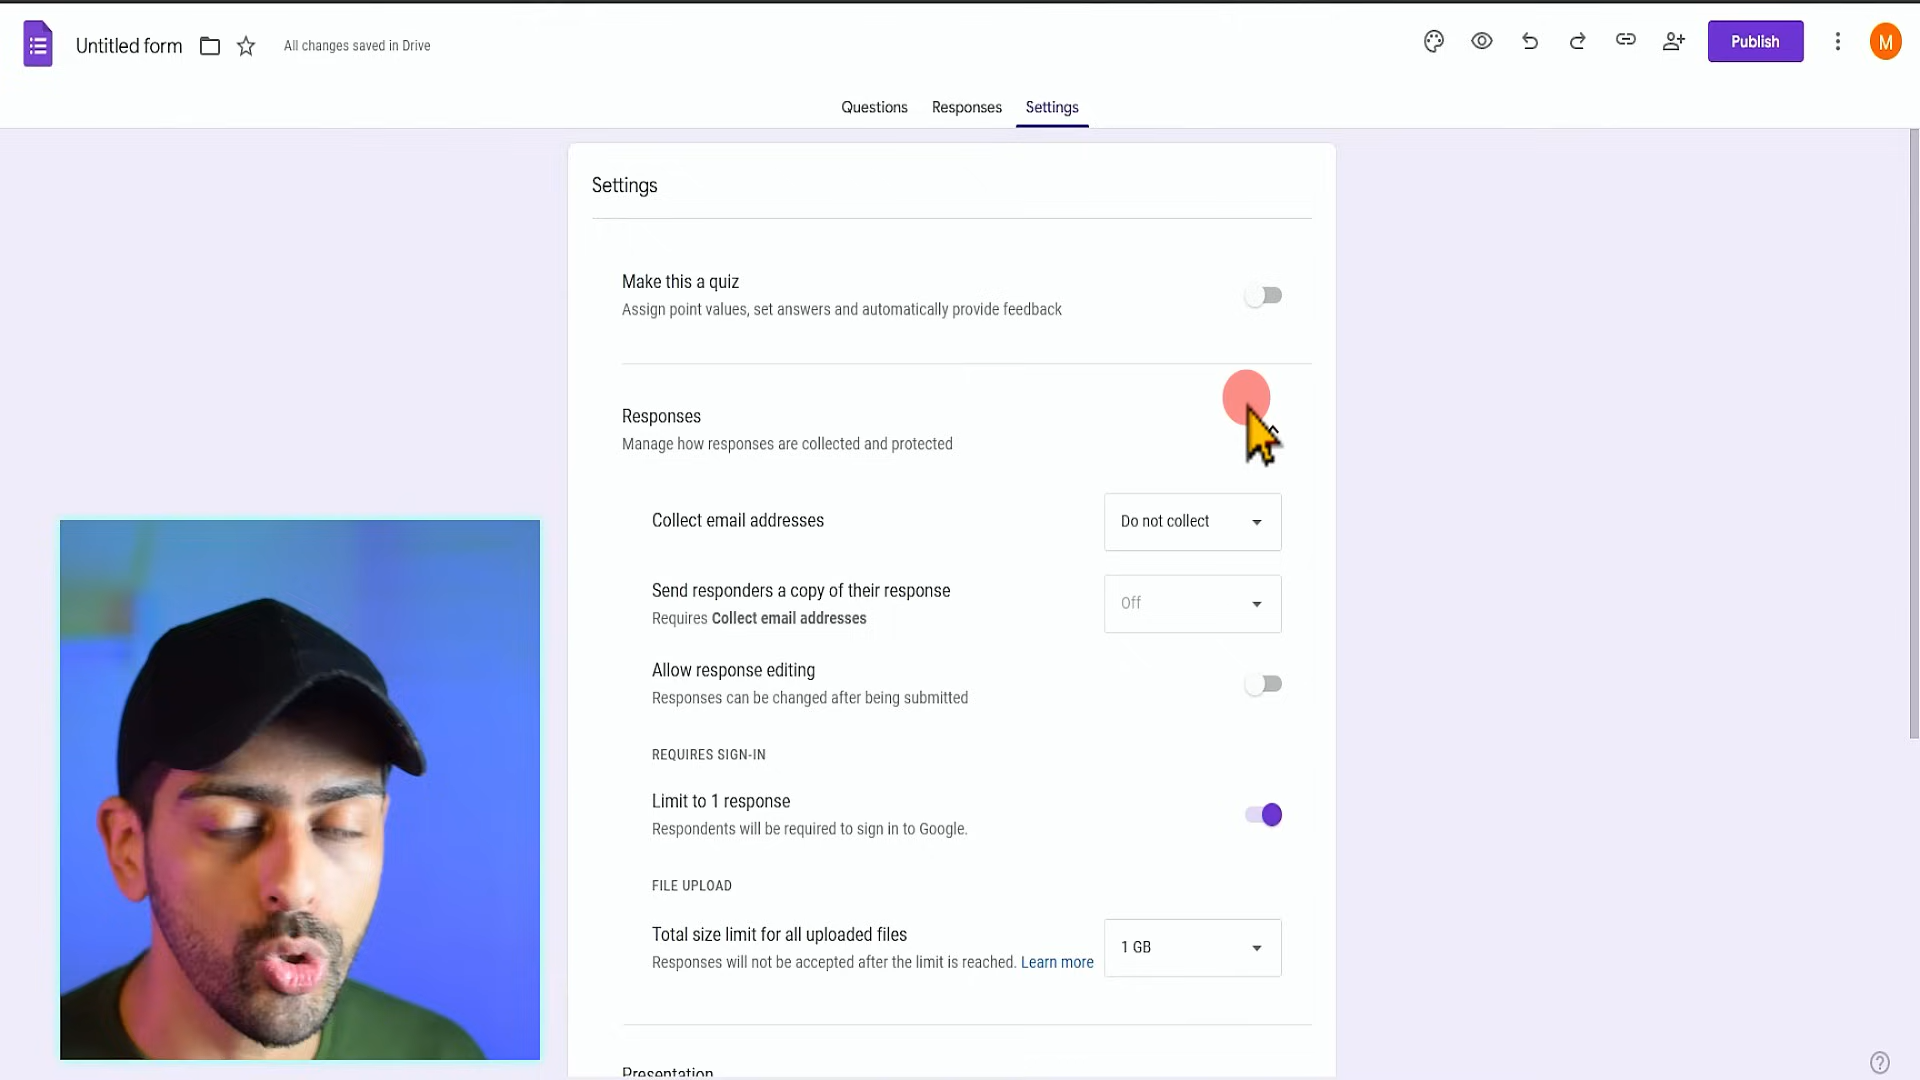 Untitled form
All changes saved in Drive
Publish
M
Questions
Responses
Settings
Settings
Make this a quiz
Assign point values, set answers and automatically provide feedback
Responses
Manage how responses are collected and protected
Collect email addresses
Do not collect
Send responders a copy of their response
Off
Requires Collect email addresses
Allow response editing
Responses can be changed after being submitted
REQUIRES SIGN-IN
Limit to 1 response
Respondents will be required to sign in to Google.
FILE UPLOAD
Total size limit for all uploaded files
1 GB
Responses will not be accepted after the limit is reached. Learn more
Presentation